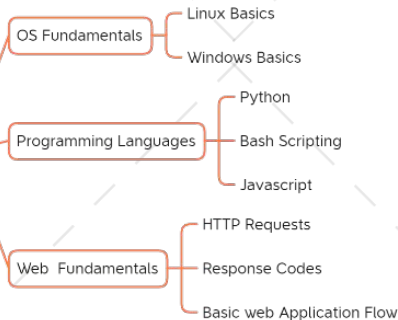 OS Fundamentals
Linux Basics
Windows Basics
Programming Languages
Python
Bash Scripting
Javascript
Web Fundamentals
HTTP Requests
Response Codes
Basic web Application Flow